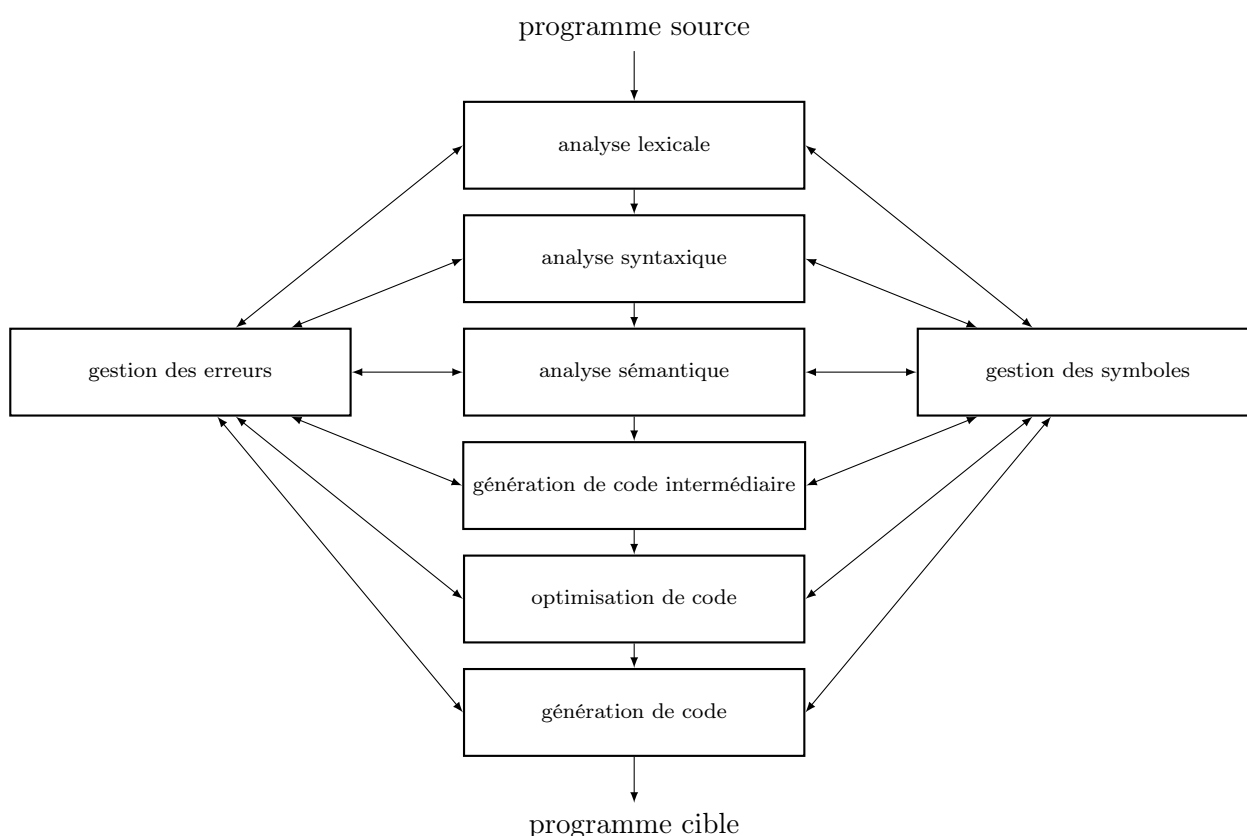 programme source
analyse lexicale
analyse syntaxique
gestion des erreurs
analyse sémantique
gestion des symboles
génération de code intermédiaire
optimisation de code
génération de code
programme cible